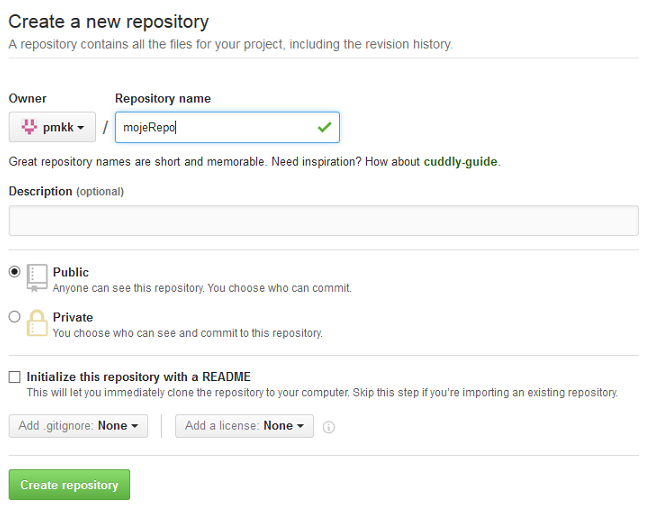 Create a new repository
A repository contains all the files for your project, including the revision history.
Owner
Repository name
pmkk
/
mojeRepo
Great repository names are short and memorable. Need inspiration? How about cuddly-guide.
Description (optional)
Public
Anyone can see this repository. You choose who can commit.
Private
You choose who can see and commit to this repository.
Initialize this repository with a README
This will let you immediately clone the repository to your computer. Skip this step if you're importing an existing repository.
Add .gitignore: None
Add a license: None
Create repository